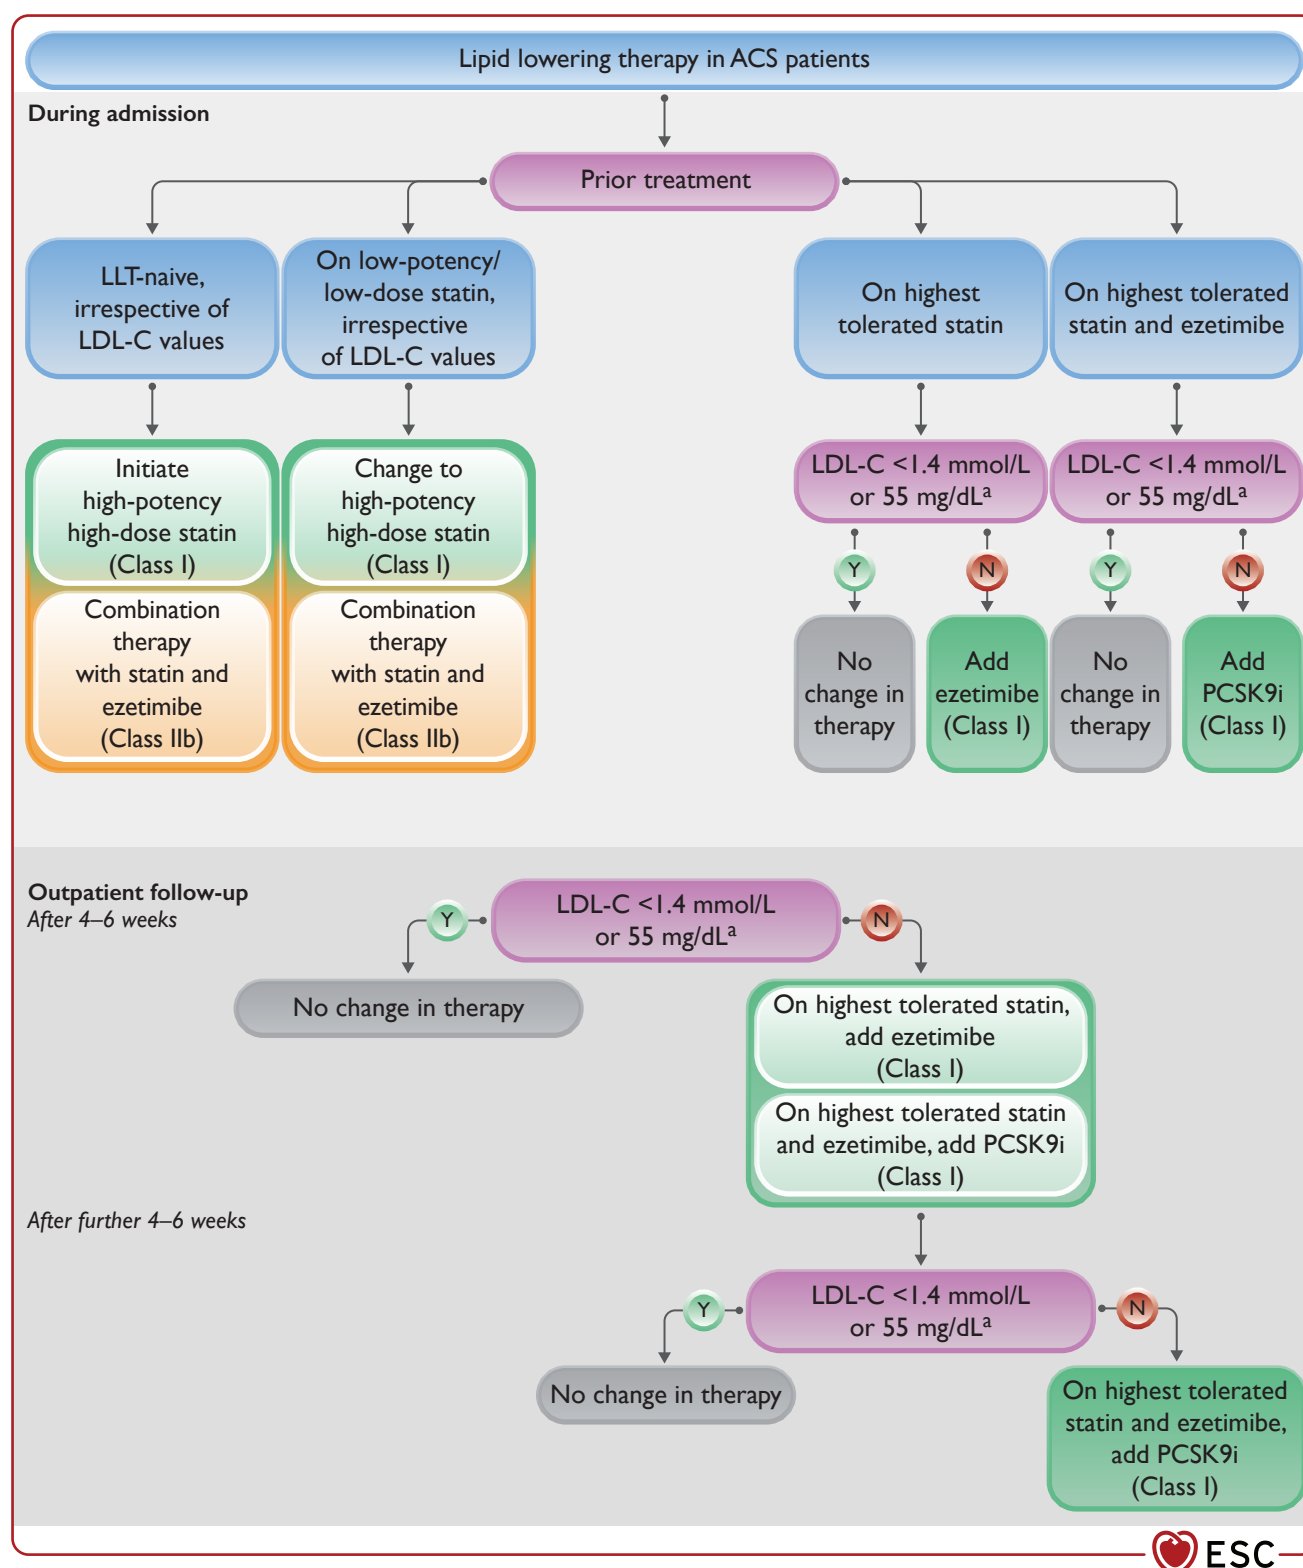 Lipid lowering therapy in ACS patients
During admission
Prior treatment
LLT-naive,
irrespective of
LDL-C values
On low-potency/
low-dose statin,
irrespective
of LDL-C values
On highest
tolerated statin
On highest tolerated
statin and ezetimibe
Initiate
high-potency
high-dose statin
(Class I)
Combination
therapy
with statin and
ezetimibe
(Class IIb)
Change to
high-potency
high-dose statin
(Class I)
Combination
therapy
with statin and
ezetimibe
(Class IIb)
LDL-C <1.4 mmol/L
or 55 mg/dLa
Y
N
No
change in
therapy
Add
ezetimibe
(Class I)
LDL-C <1.4 mmol/L
or 55 mg/dLa
Y
N
No
change in
therapy
Add
PCSK9i
(Class I)
Outpatient follow-up
After 4–6 weeks
LDL-C <1.4 mmol/L
or 55 mg/dLa
Y
N
No change in therapy
On highest tolerated statin,
add ezetimibe
(Class I)
On highest tolerated statin
and ezetimibe, add PCSK9i
(Class I)
After further 4–6 weeks
LDL-C <1.4 mmol/L
or 55 mg/dLa
Y
N
No change in therapy
On highest tolerated
statin and ezetimibe,
add PCSK9i
(Class I)
ESC